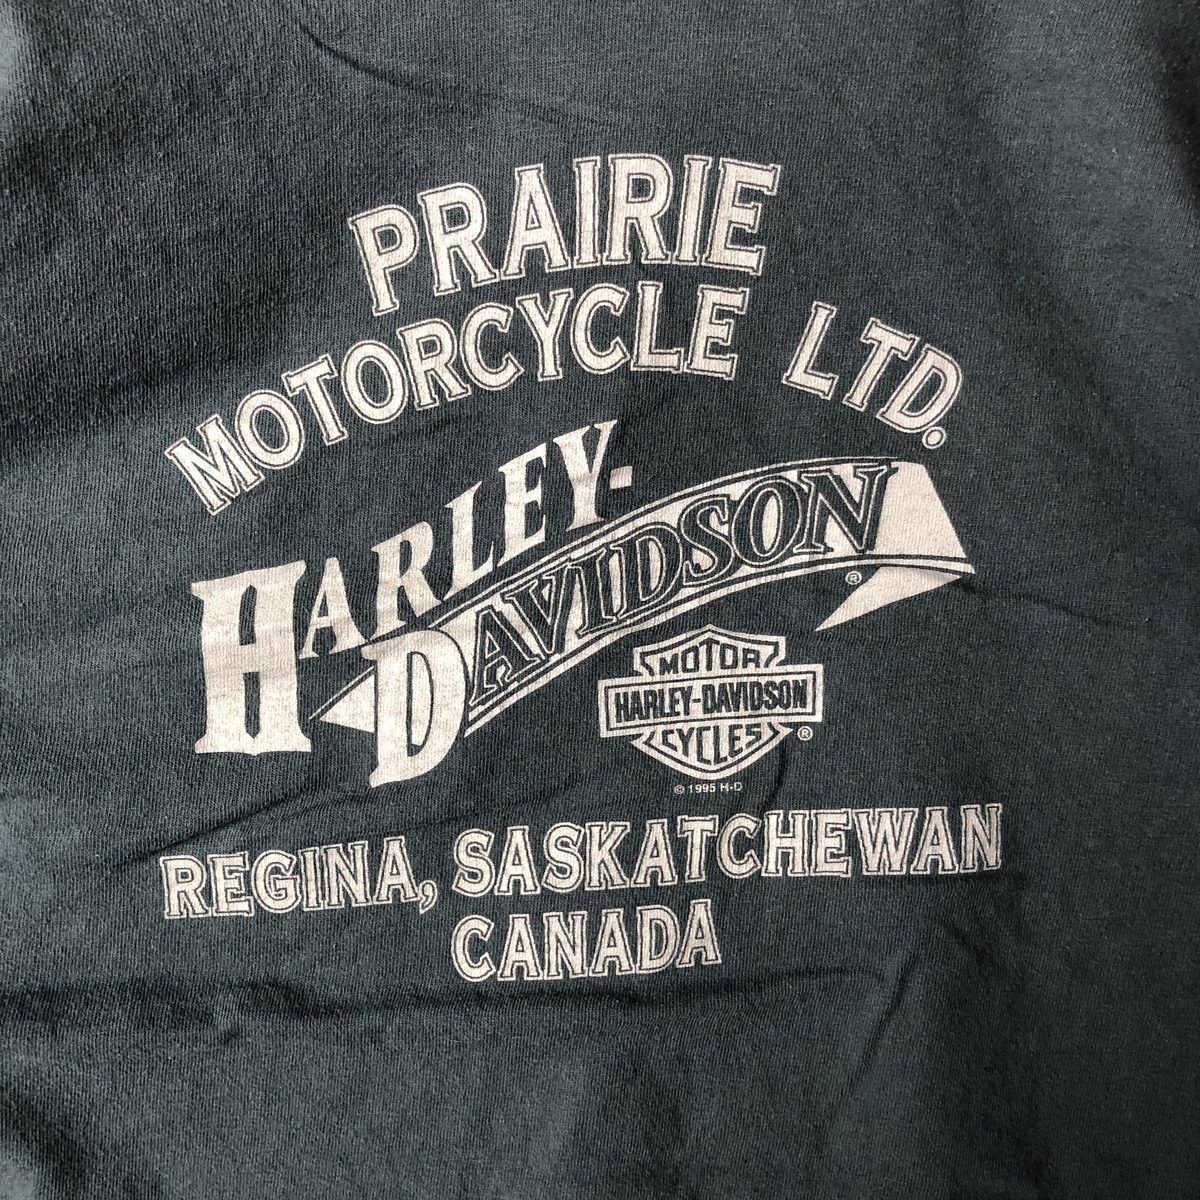 PRAIRIE
MOTORCYCLE LTD.
HARLEY-
DAVIDSON
®
MOTOR
HARLEY-DAVIDSON
CYCLES
®
© 1995 H-D
REGINA, SASKATCHEWAN
CANADA